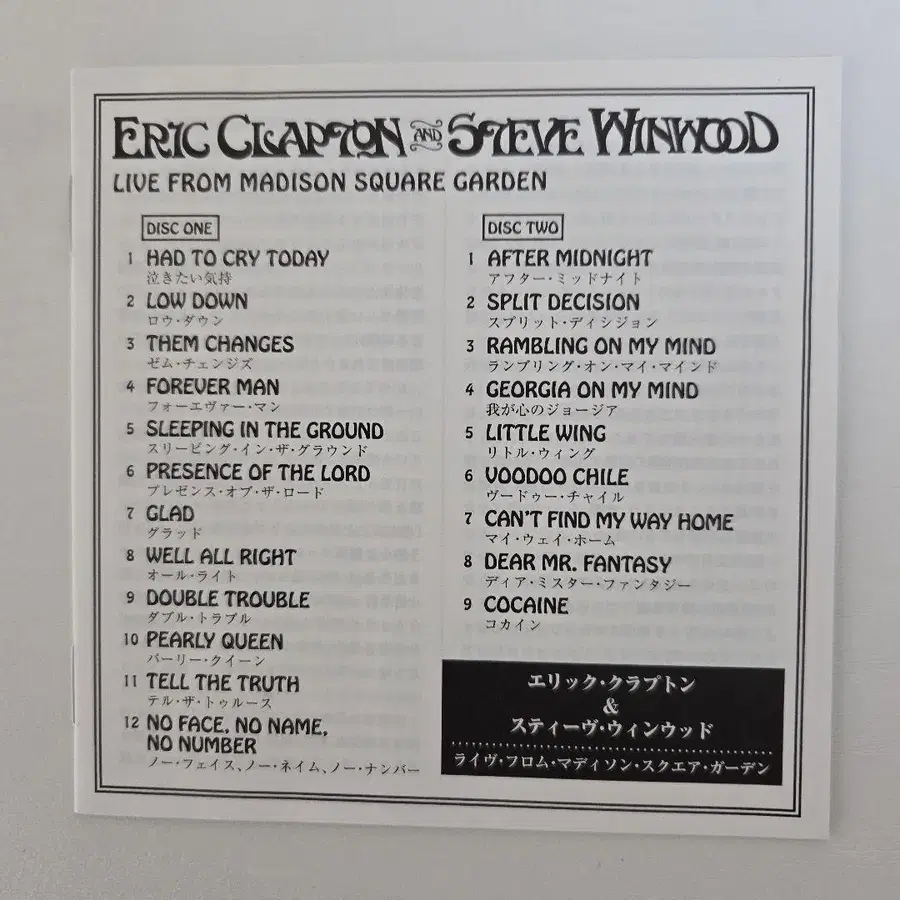 ERIC CLAPTON AND STEVE WINWOOD
LIVE FROM MADISON SQUARE GARDEN
DISC ONE
1 HAD TO CRY TODAY
泣きたい気持
2 LOW DOWN
ロウ・ダウン
3 THEM CHANGES
ゼム・チェンジズ
4 FOREVER MAN
フォーエヴァー・マン
5 SLEEPING IN THE GROUND
スリーピング・イン・ザ・グラウンド
6 PRESENCE OF THE LORD
プレゼンス・オブ・ザ・ロード
7 GLAD
グラッド
8 WELL ALL RIGHT
オール・ライト
9 DOUBLE TROUBLE
ダブル・トラブル
10 PEARLY QUEEN
パーリー・クイーン
11 TELL THE TRUTH
テル・ザ・トゥルース
12 NO FACE, NO NAME,
NO NUMBER
ノー・フェイス、ノー・ネイム、ノー・ナンバー
DISC TWO
1 AFTER MIDNIGHT
アフター・ミッドナイト
2 SPLIT DECISION
スプリット・ディシジョン
3 RAMBLING ON MY MIND
ランブリング・オン・マイ・マインド
4 GEORGIA ON MY MIND
我が心のジョージア
5 LITTLE WING
リトル・ウィング
6 VOODOO CHILE
ヴードゥー・チャイル
7 CAN'T FIND MY WAY HOME
マイ・ウェイ・ホーム
8 DEAR MR. FANTASY
ディア・ミスター・ファンタジー
9 COCAINE
コカイン
エリック・クラプトン
&
スティーヴ・ウィンウッド
ライヴ・フロム・マディソン・スクエア・ガーデン